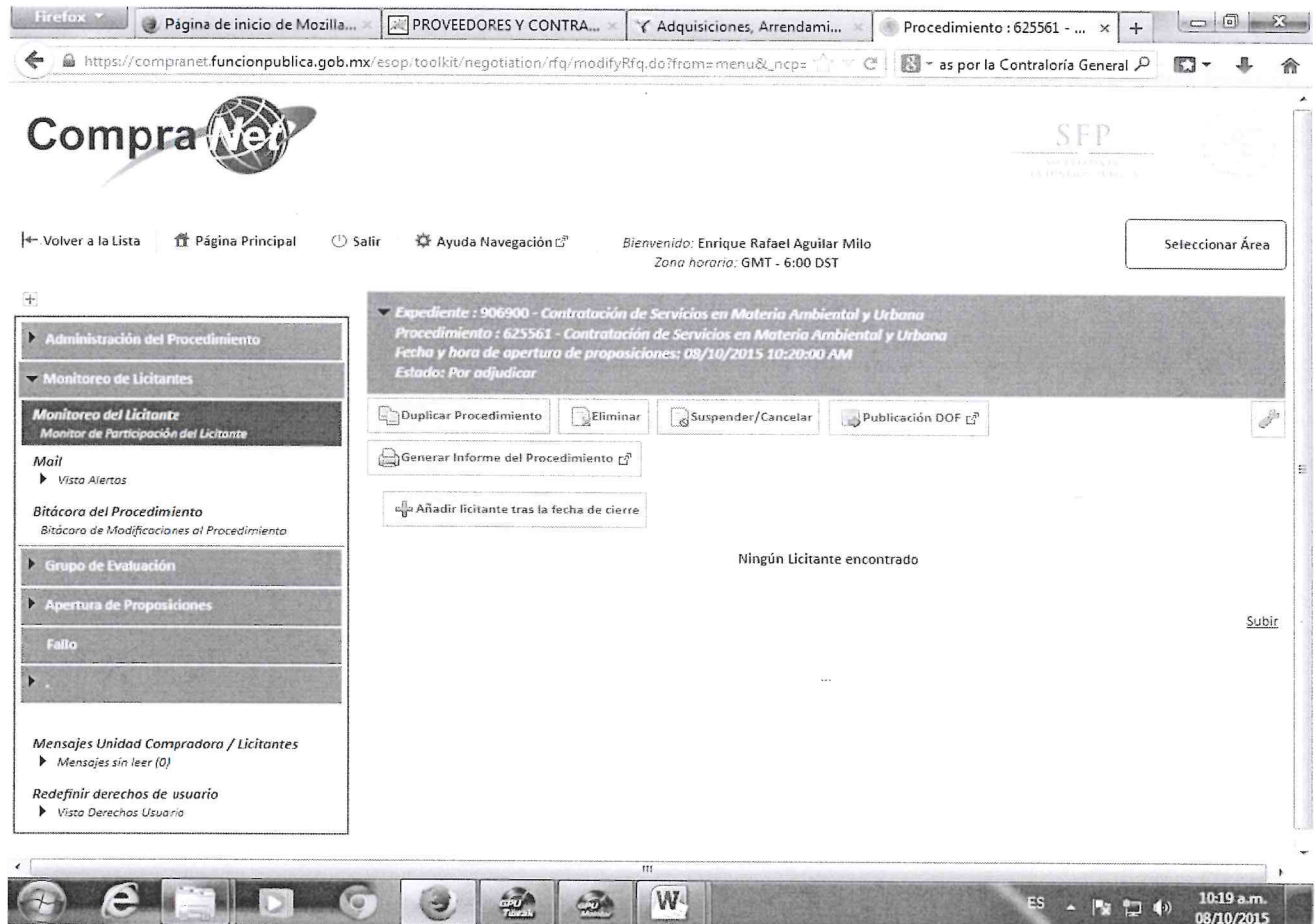 Firefox
Página de inicio de Mozilla...
PROVEEDORES Y CONTRA...
Adquisiciones, Arrendami...
Procedimiento : 625561 - ...
https://compranet.funcionpublica.gob.mx/esop/toolkit/negotiation/rfq/modifyRfq.do?from=menu&_ncp=
as por la Contraloría General
CompraNet
SFP
Volver a la Lista
Página Principal
Salir
Ayuda Navegación
Bienvenido: Enrique Rafael Aguilar Milo
Zona horaria: GMT - 6:00 DST
Seleccionar Área
Administración del Procedimiento
Monitoreo de Licitantes
Monitoreo del Licitante
Monitor de Participación del Licitante
Mail
Vista Alertas
Bitácora del Procedimiento
Bitácora de Modificaciones al Procedimiento
Grupo de Evaluación
Apertura de Proposiciones
Fallo
.
Mensajes Unidad Compradora / Licitantes
Mensajes sin leer (0)
Redefinir derechos de usuario
Vista Derechos Usuario
Expediente : 906900 - Contratación de Servicios en Materia Ambiental y Urbana
Procedimiento : 625561 - Contratación de Servicios en Materia Ambiental y Urbana
Fecha y hora de apertura de proposiciones: 08/10/2015 10:20:00 AM
Estado: Por adjudicar
Duplicar Procedimiento
Eliminar
Suspender/Cancelar
Publicación DOF
Generar Informe del Procedimiento
Añadir licitante tras la fecha de cierre
Ningún Licitante encontrado
Subir
...
GPU Tweak
GPU Monitor
ES
10:19 a.m.
08/10/2015